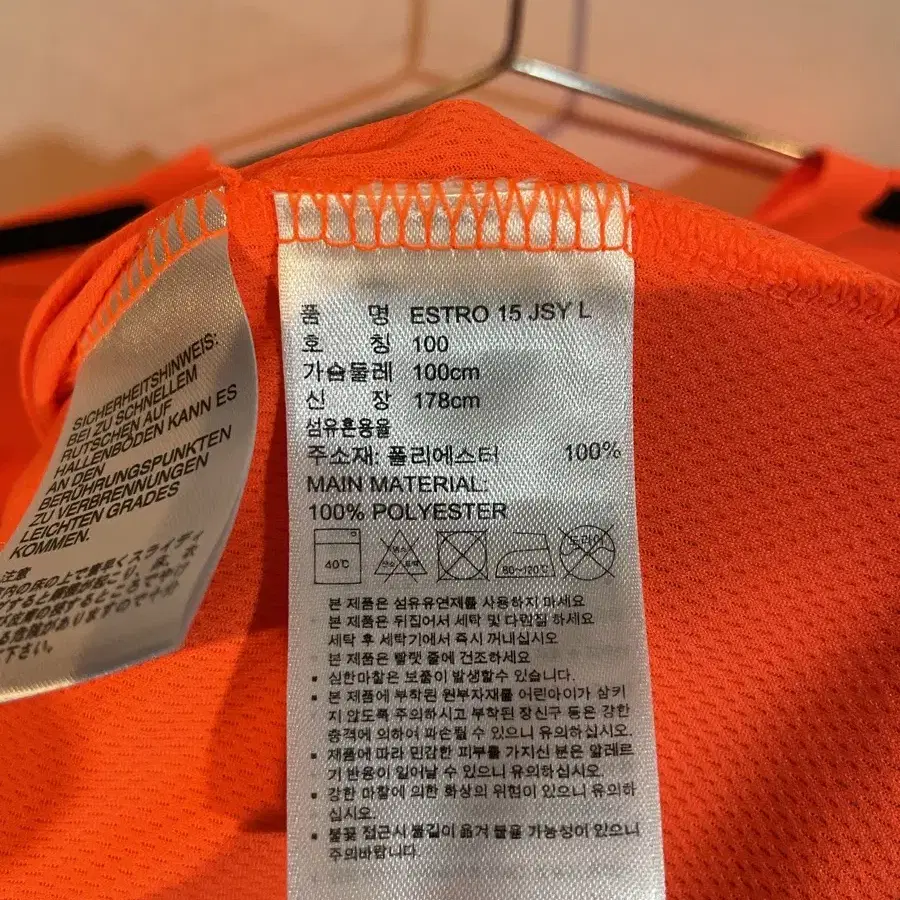 SICHERHEITSHINWEIS:
BEI ZU SCHNELLEM
RUTSCHEN AUF
HALLENBÖDEN KANN ES
AN DEN
BERÜHRUNGSPUNKTEN
ZU VERBRENNUNGEN
LEICHTEN GRADES
KOMMEN.
注意
下さい。
품 명 ESTRO 15 JSY L
호 칭 100
가슴둘레 100cm
신 장 178cm
섬유혼용율
주소재: 폴리에스터 100%
MAIN MATERIAL:
100% POLYESTER
40℃
80~120℃
드라이
본 제품은 섬유유연제를 사용하지 마세요
본 제품은 뒤집어서 세탁 및 다림질 하세요
세탁 후 세탁기에서 즉시 꺼내십시오
본 제품은 빨랫 줄에 건조하세요
▪ 심한마찰은 보풀이 발생할수 있습니다.
▪ 본 제품에 부착된 원부자재를 어린아이가 삼키
지 않도록 주의하시고 부착된 장신구 등은 강한
충격에 의하여 파손될 수 있으니 유의하십시오.
▪ 제품에 따라 민감한 피부를 가지신 분은 알레르
기 반응이 일어날 수 있으니 유의하십시오.
▪ 강한 마찰에 의한 화상의 위험이 있으니 유의하
십시오.
▪ 불꽃 접근시 불길이 옮겨 붙을 가능성이 있으니
주의바랍니다.